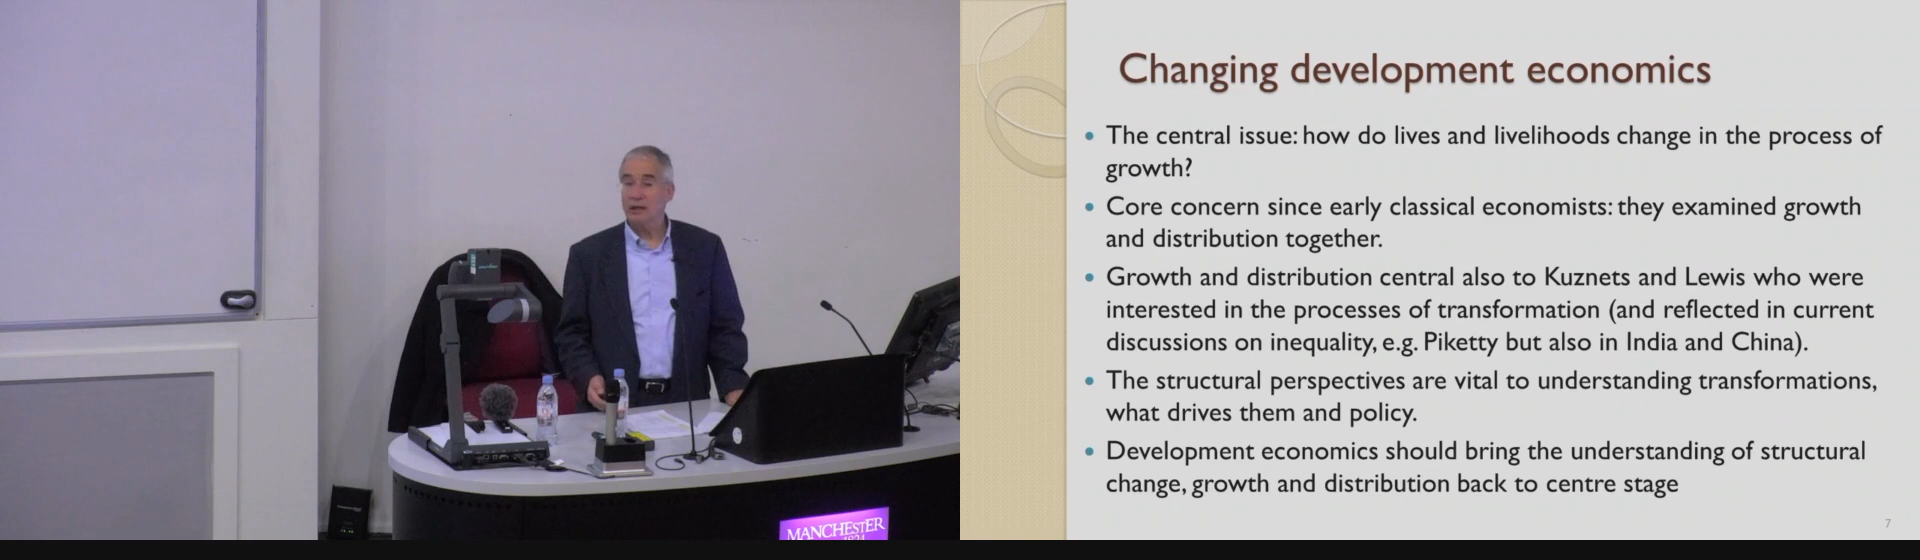 Changing development economics
• The central issue: how do lives and livelihoods change in the process of
growth?
• Core concern since early classical economists: they examined growth
and distribution together.
• Growth and distribution central also to Kuznets and Lewis who were
interested in the processes of transformation (and reflected in current
discussions on inequality, e.g. Piketty but also in India and China).
• The structural perspectives are vital to understanding transformations,
what drives them and policy.
• Development economics should bring the understanding of structural
change, growth and distribution back to centre stage
7
MANCHESTER
1824